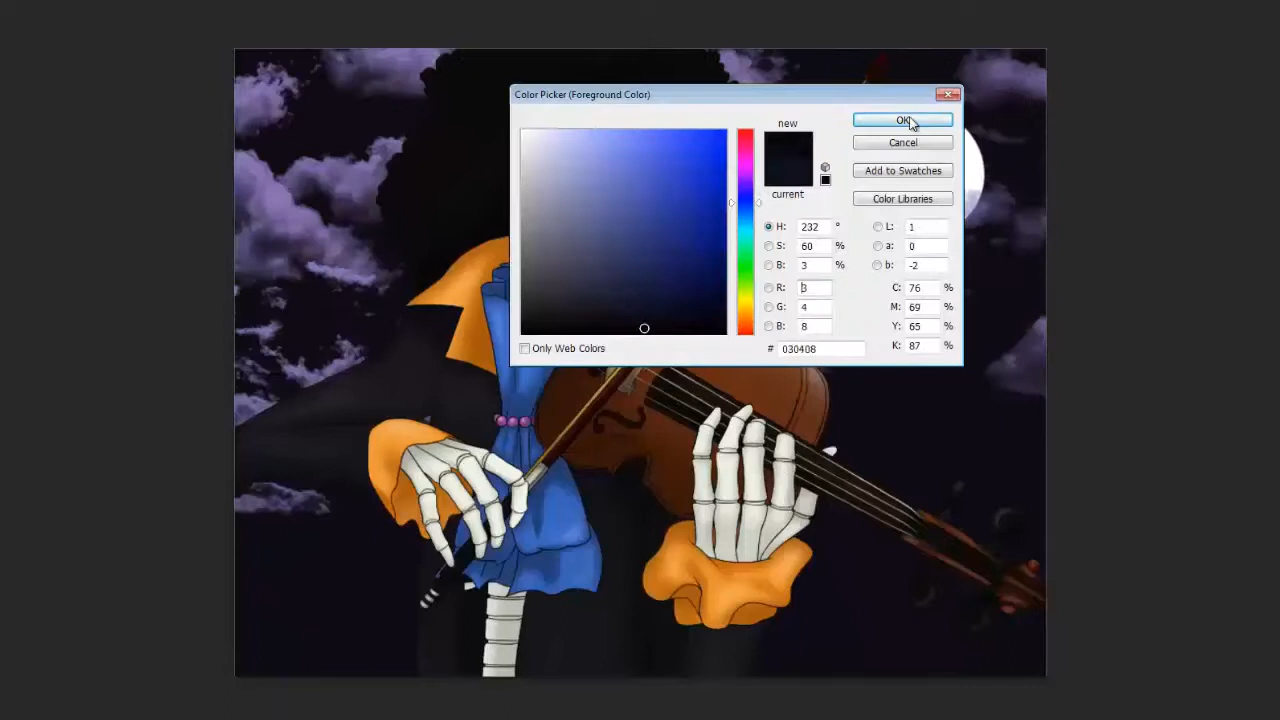 Color Picker (Foreground Color)
new
current
OK
Cancel
Add to Swatches
Color Libraries
H: 232 °
S: 60 %
B: 3 %
R: 3
G: 4
B: 8
L: 1
a: 0
b: -2
C: 76 %
M: 69 %
Y: 65 %
K: 87 %
# 030408
Only Web Colors